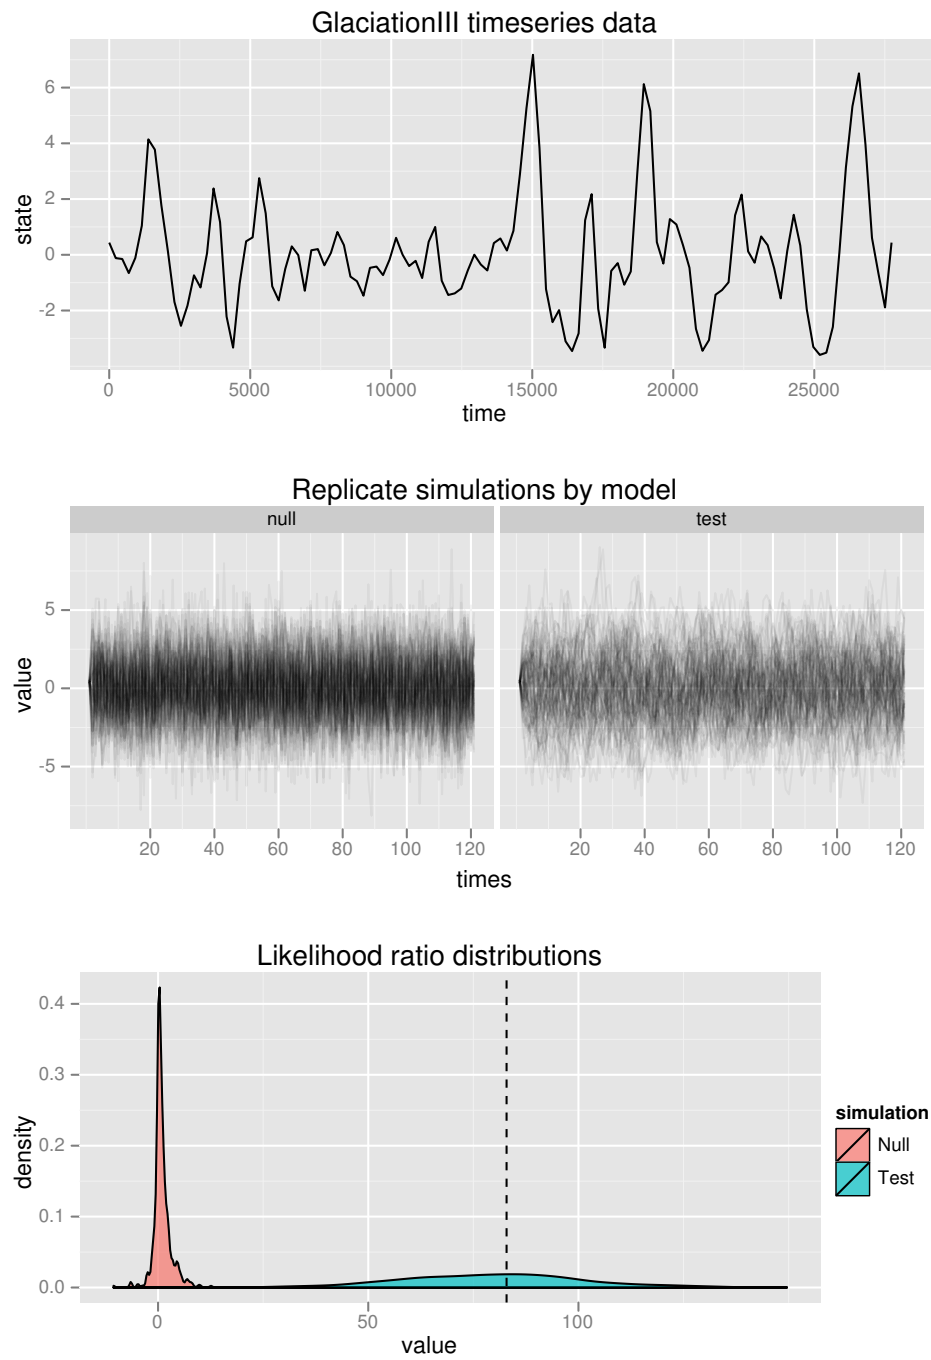 GlaciationIII timeseries data
6
4
2
0
-2
state
0 5000 10000 15000 20000 25000
time
Replicate simulations by model
null test
5
0
-5
value
20 40 60 80 100 120 20 40 60 80 100 120
times
Likelihood ratio distributions
0.4
0.3
0.2
0.1
0.0
density
0 50 100
value
simulation
Null
Test